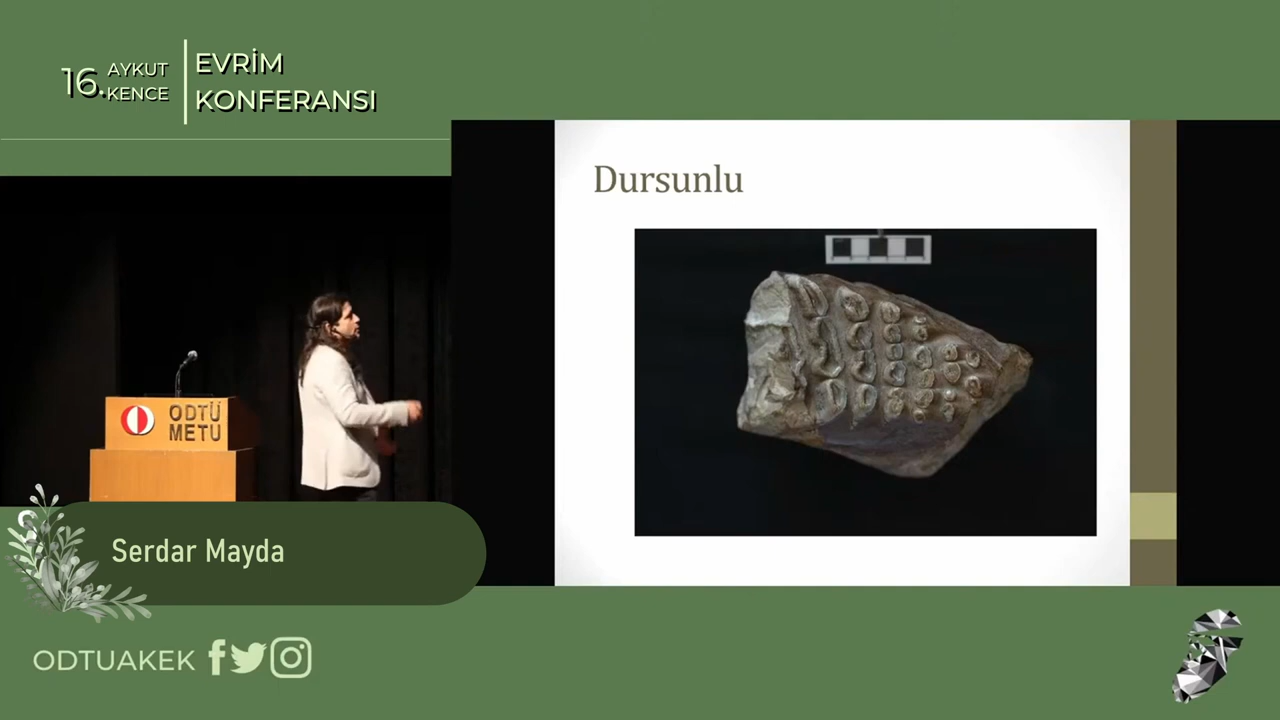 16.
AYKUT
KENCE
EVRİM
KONFERANSI
Dursunlu
ODTÜ
METU
Serdar Mayda
ODTUAKEK